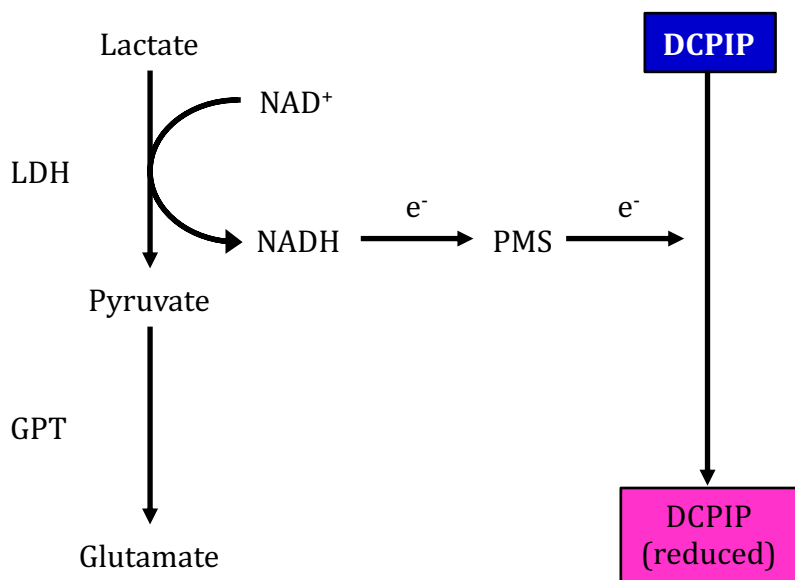 Lactate
DCPIP
NAD⁺
LDH
e⁻
e⁻
NADH
PMS
Pyruvate
GPT
DCPIP
(reduced)
Glutamate